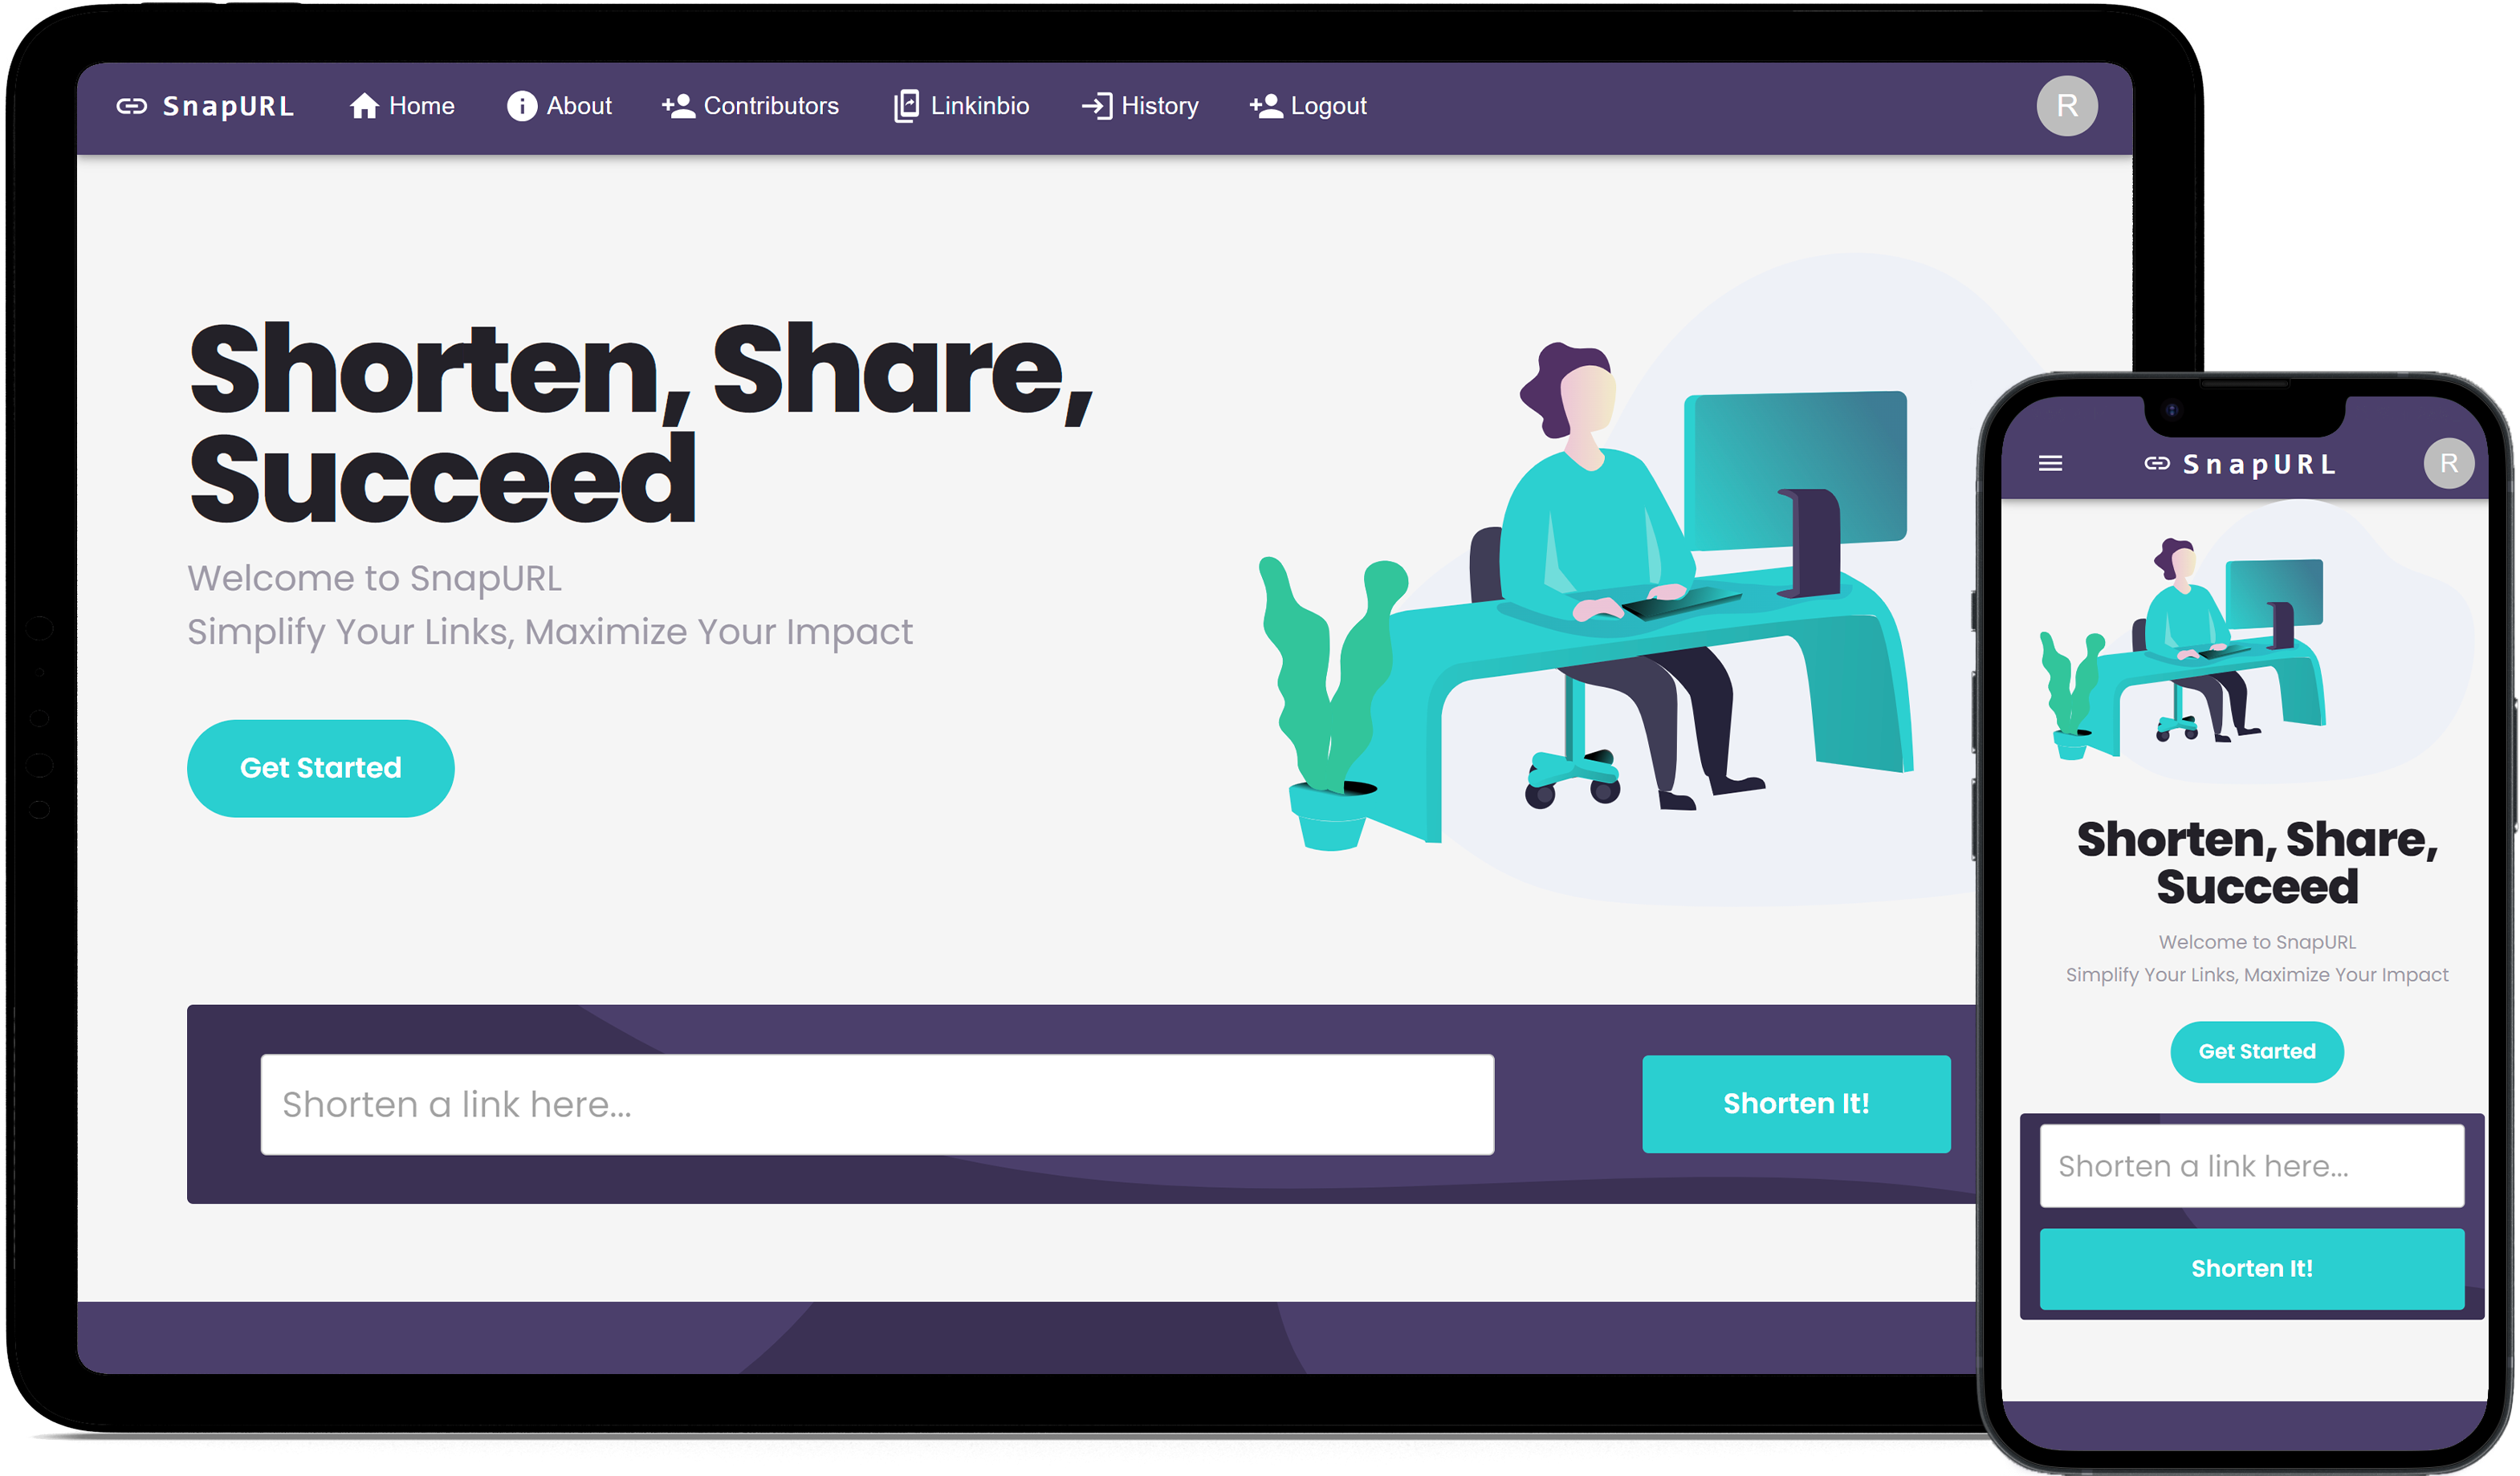 SnapURL Home About Contributors Linkinbio History Logout R
Shorten, Share,
Succeed
Welcome to SnapURL
Simplify Your Links, Maximize Your Impact
Get Started
Shorten a link here...
Shorten It!
SnapURL R
Shorten, Share,
Succeed
Welcome to SnapURL
Simplify Your Links, Maximize Your Impact
Get Started
Shorten a link here...
Shorten It!